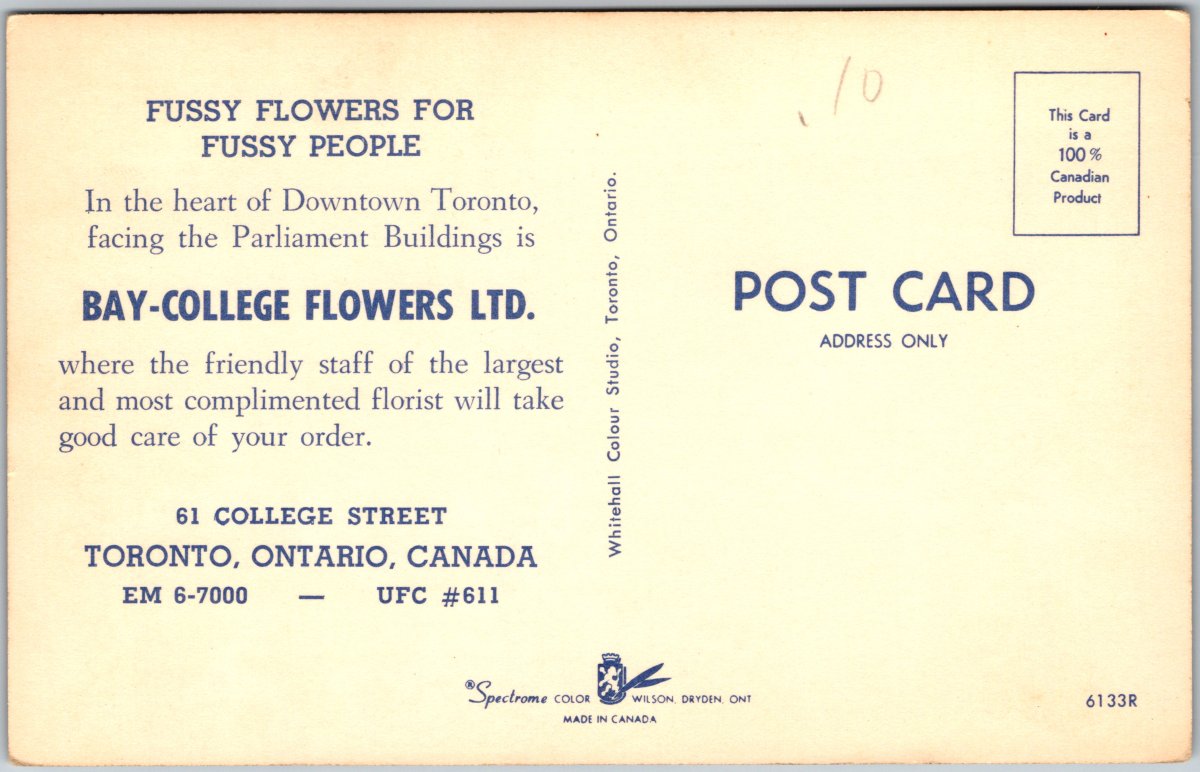 FUSSY FLOWERS FOR
FUSSY PEOPLE
In the heart of Downtown Toronto,
facing the Parliament Buildings is
BAY-COLLEGE FLOWERS LTD.
where the friendly staff of the largest
and most complimented florist will take
good care of your order.
61 COLLEGE STREET
TORONTO, ONTARIO, CANADA
EM 6-7000 — UFC #611
Whitehall Colour Studio, Toronto, Ontario.
10
This Card
is a
100%
Canadian
Product
POST CARD
ADDRESS ONLY
®Spectrome COLOR WILSON, DRYDEN, ONT
MADE IN CANADA
6133R